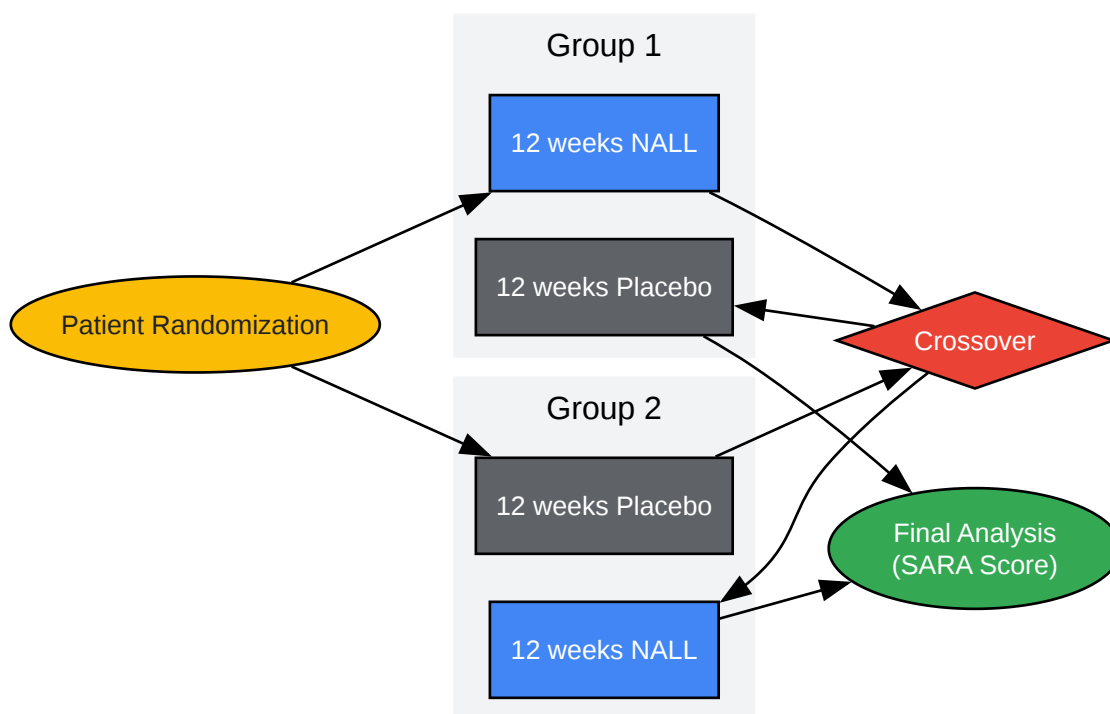 Group 1
12 weeks NALL
12 weeks Placebo
Patient Randomization
Crossover
Group 2
12 weeks Placebo
Final Analysis
(SARA Score)
12 weeks NALL